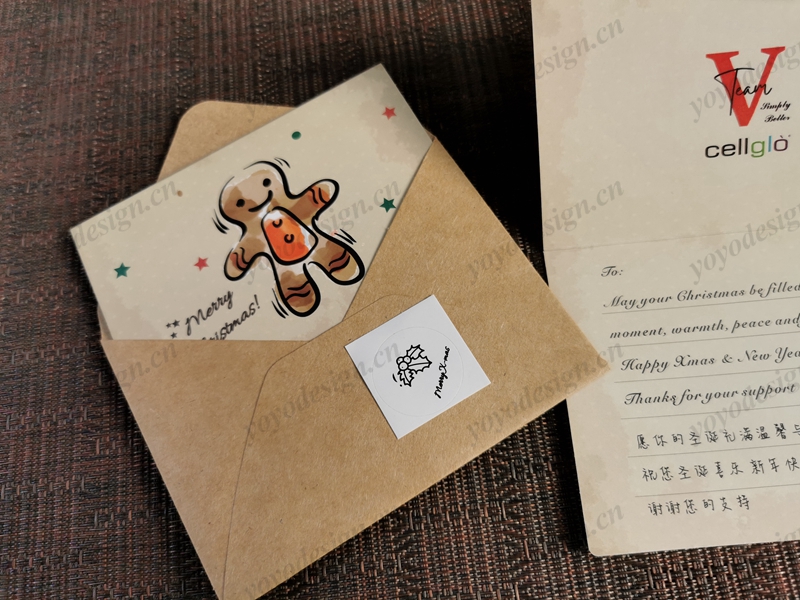 Merry
Christmas!
Merry X-mas
V
Team
Simply
Better
cellglò
To:
May your Christmas be filled
moment, warmth, peace and
Happy Xmas & New Year
Thanks for your support
愿你的圣诞充满温馨与
祝您圣诞喜乐 新年快
谢谢您的支持
yoyodesign.cn